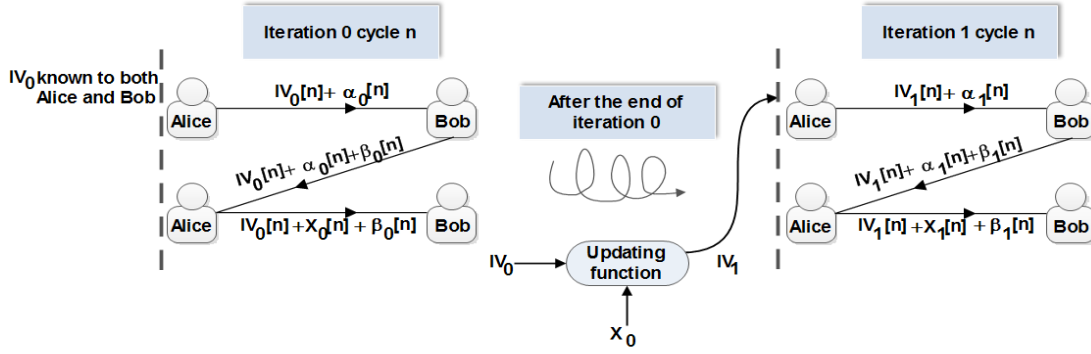 Iteration 0 cycle n
IV₀ known to both
Alice and Bob
IV₀[n]+ α₀[n]
Alice
Bob
IV₀[n]+ α₀[n]+β₀[n]
Alice
IV₀[n]+X₀[n]+ β₀[n]
Bob
After the end of
iteration 0
IV₀
Updating
function
IV₁
X₀
Iteration 1 cycle n
IV₁[n]+ α₁[n]
Alice
Bob
IV₁[n]+ α₁[n]+β₁[n]
Alice
IV₁[n]+X₁[n]+ β₁[n]
Bob